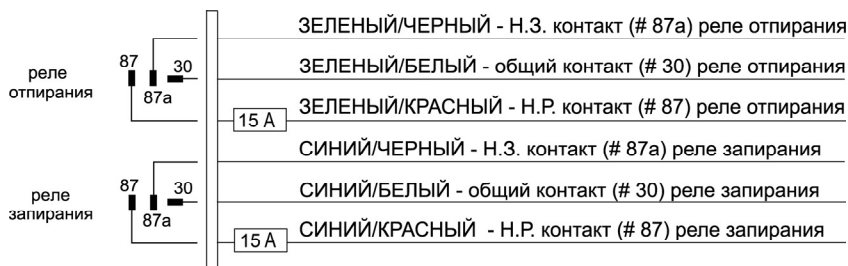 ЗЕЛЕНЫЙ/ЧЕРНЫЙ - Н.З. контакт (# 87а) реле отпирания
реле отпирания
87
30
87а
ЗЕЛЕНЫЙ/БЕЛЫЙ - общий контакт (# 30) реле отпирания
ЗЕЛЕНЫЙ/КРАСНЫЙ - Н.Р. контакт (# 87) реле отпирания
15 А
СИНИЙ/ЧЕРНЫЙ - Н.З. контакт (# 87а) реле запирания
реле запирания
87
30
87а
СИНИЙ/БЕЛЫЙ - общий контакт (# 30) реле запирания
СИНИЙ/КРАСНЫЙ - Н.Р. контакт (# 87) реле запирания
15 А